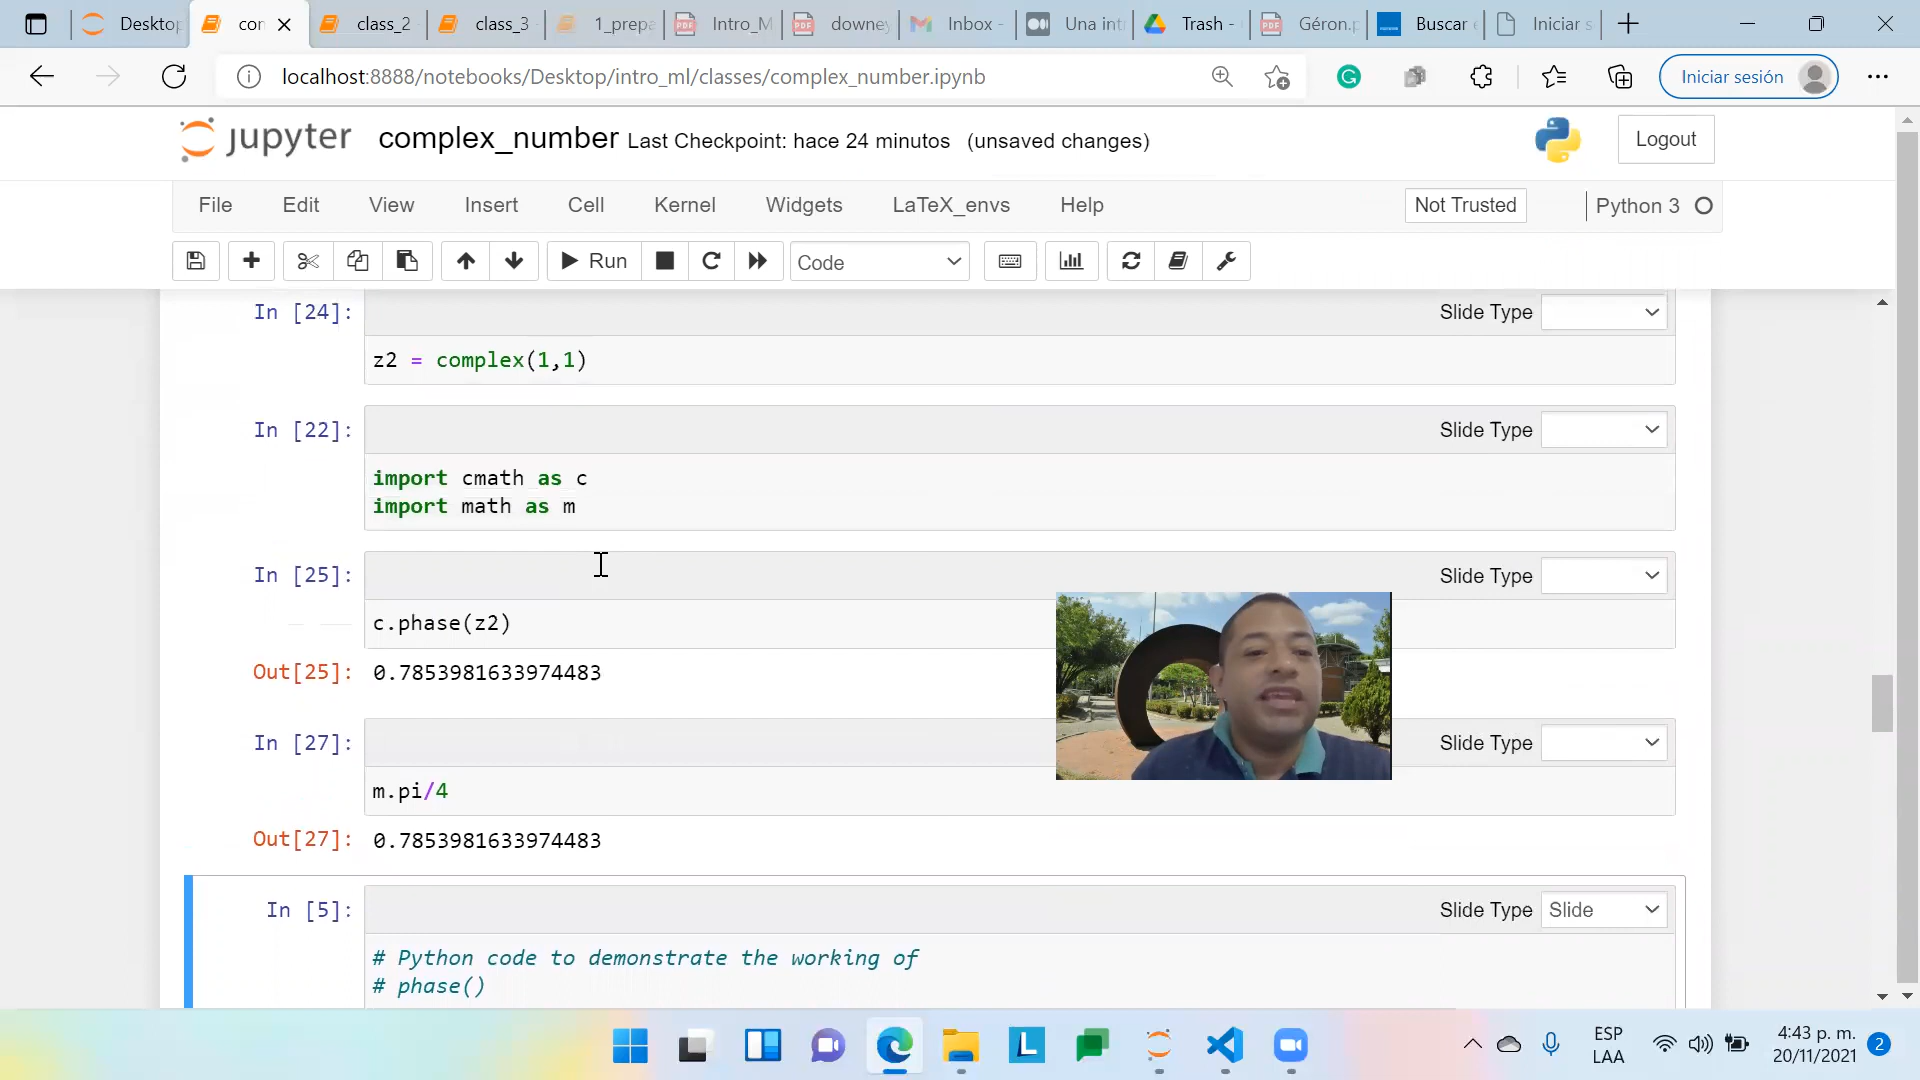 Desktop
con
class_2
class_3
1_prepa
Intro_M
downey
Inbox -
Una intr
Trash -
Géron.p
Buscar
Iniciar s
localhost:8888/notebooks/Desktop/intro_ml/classes/complex_number.ipynb
Iniciar sesión
jupyter complex_number Last Checkpoint: hace 24 minutos (unsaved changes)
Logout
File Edit View Insert Cell Kernel Widgets LaTeX_envs Help
Not Trusted
Python 3
Run
Code
In [24]:
Slide Type
z2 = complex(1,1)
In [22]:
Slide Type
import cmath as c
import math as m
In [25]:
Slide Type
c.phase(z2)
Out[25]: 0.7853981633974483
In [27]:
Slide Type
m.pi/4
Out[27]: 0.7853981633974483
In [5]:
Slide Type Slide
# Python code to demonstrate the working of
# phase()
L
ESP
LAA
4:43 p. m.
20/11/2021
2